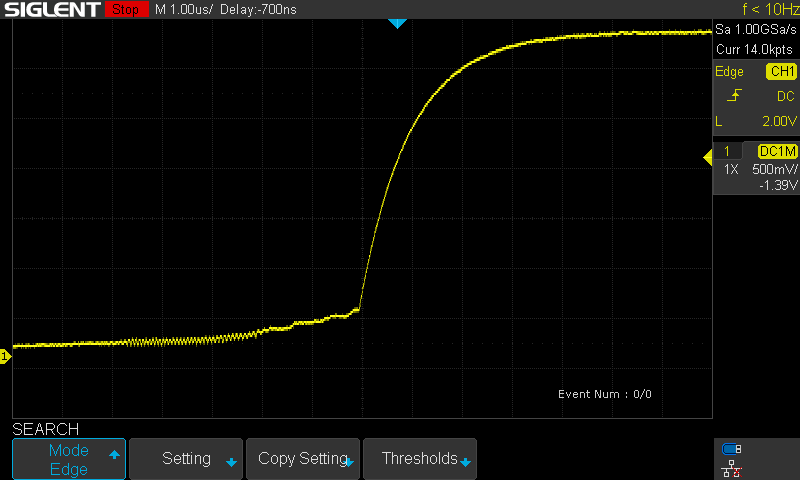 SIGLENT Stop M 1.00us/ Delay:-700ns f < 10Hz
Sa 1.00GSa/s
Curr 14.0kpts
Edge CH1
DC
L 2.00V
1 DC1M
1X 500mV/
-1.39V
1
Event Num : 0/0
SEARCH
Mode
Edge
Setting
Copy Setting
Thresholds